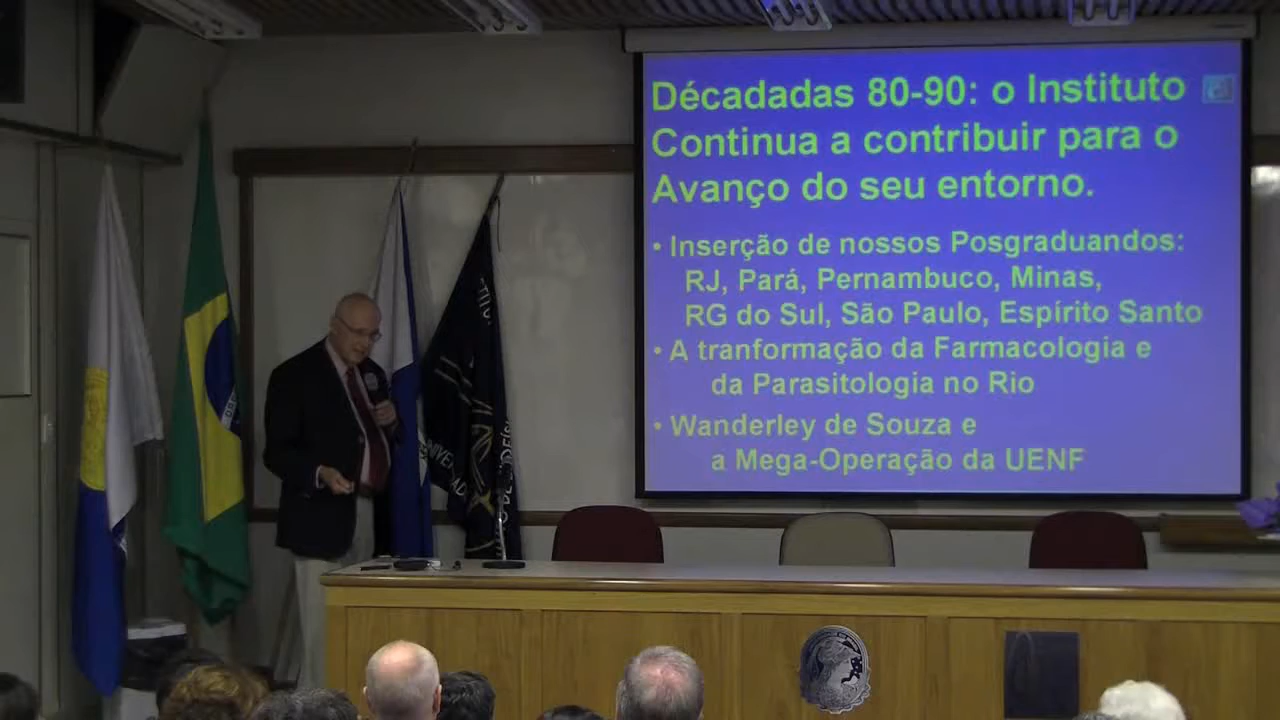 Décadadas 80-90: o Instituto
Continua a contribuir para o
Avanço do seu entorno.
• Inserção de nossos Posgraduandos:
RJ, Pará, Pernambuco, Minas,
RG do Sul, São Paulo, Espírito Santo
• A tranformação da Farmacologia e
da Parasitologia no Rio
• Wanderley de Souza e
a Mega-Operação da UENF